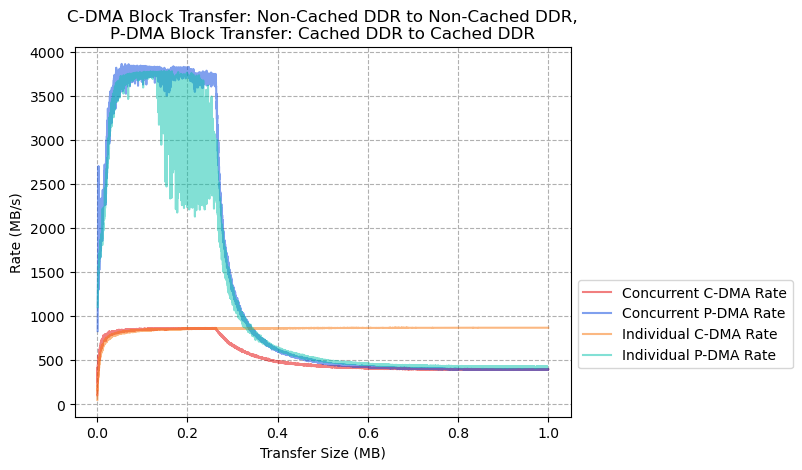 C-DMA Block Transfer: Non-Cached DDR to Non-Cached DDR,
P-DMA Block Transfer: Cached DDR to Cached DDR
4000
3500
3000
2500
2000
1500
1000
500
0
Rate (MB/s)
0.0 0.2 0.4 0.6 0.8 1.0
Transfer Size (MB)
Concurrent C-DMA Rate
Concurrent P-DMA Rate
Individual C-DMA Rate
Individual P-DMA Rate